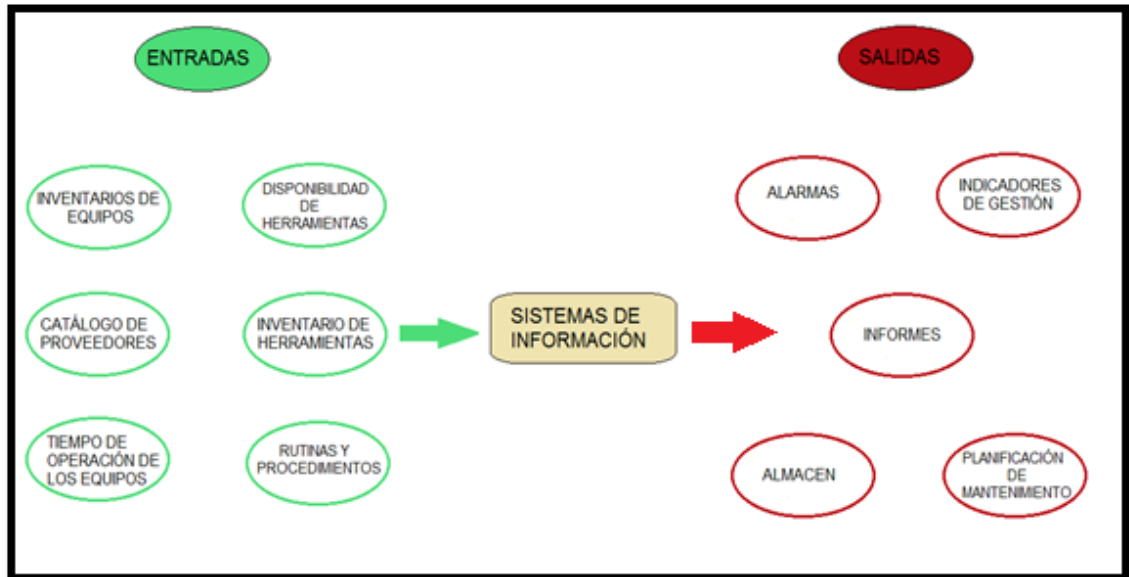 ENTRADAS
SALIDAS
INVENTARIOS DE
EQUIPOS
DISPONIBILIDAD
DE
HERRAMIENTAS
ALARMAS
INDICADORES
DE GESTIÓN
CATÁLOGO DE
PROVEEDORES
INVENTARIO DE
HERRAMIENTAS
SISTEMAS DE
INFORMACIÓN
INFORMES
TIEMPO DE
OPERACIÓN DE
LOS EQUIPOS
RUTINAS Y
PROCEDIMIENTOS
ALMACEN
PLANIFICACIÓN
DE
MANTENIMIENTO